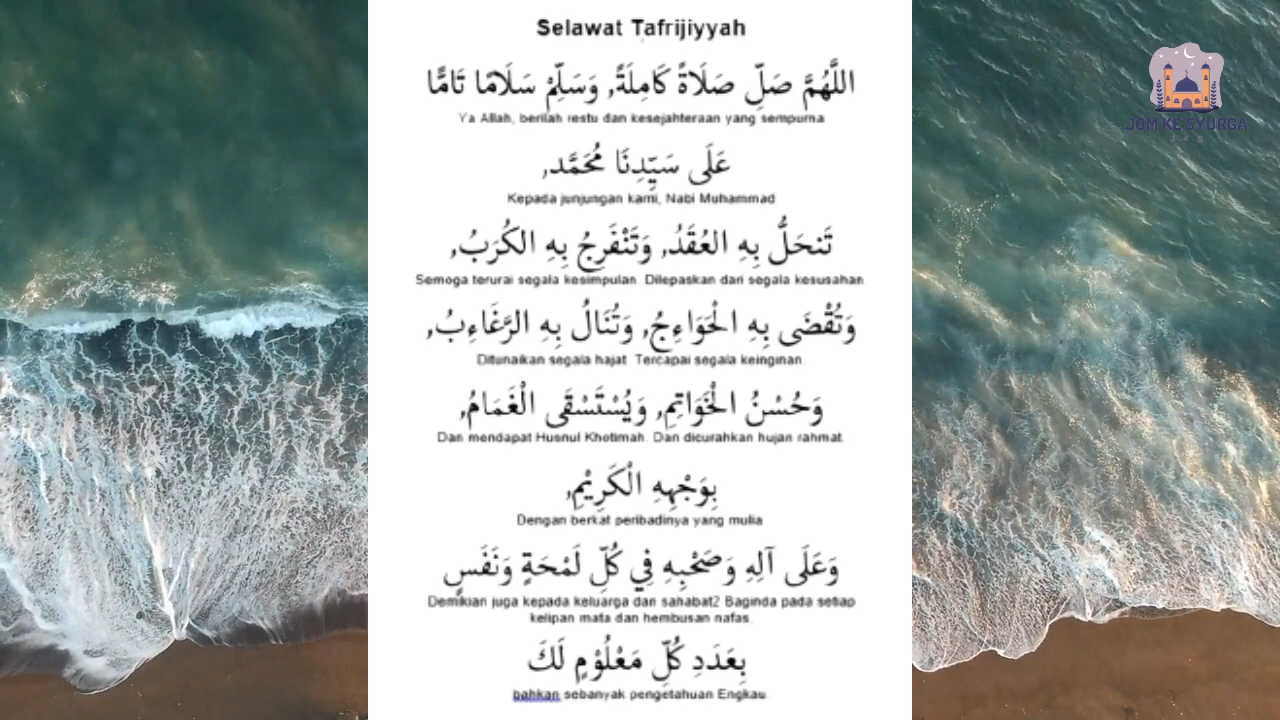 Selawat Tafrijiyyah
اللَّهُمَّ صَلِّ صَلَاةً كَامِلَةً, وَسَلِّمْ سَلَامًا تَامًّا
Ya Allah, berilah restu dan kesejahteraan yang sempurna
عَلَى سَيِّدِنَا مُحَمَّد,
Kepada junjungan kami, Nabi Muhammad
تَنحَلُّ بِهِ العُقَدُ, وَتَنْفَرِجُ بِهِ الكُرَبُ,
Semoga terurai segala kesimpulan. Dilepaskan dari segala kesusahan
وَتُقْضَى بِهِ الْحَوَاءِجُ, وَتُنَالُ بِهِ الرَّغَاءِبُ,
Ditunaikan segala hajat. Tercapai segala keinginan.
وَحُسْنُ الْخَوَاتِمِ, وَيُسْتَسْقَى الْغَمَامُ,
Dan mendapat Husnul Khotimah. Dan dicurahkan hujan rahmat.
بِوَجْهِهِ الْكَرِيْمِ,
Dengan berkat peribadinya yang mulia
وَعَلَى آلِهِ وَصَحْبِهِ فِي كُلِّ لَمْحَةٍ وَنَفَسٍ
Demikian juga kepada keluarga dan sahabat2 Baginda pada setiap
kelipan mata dan hembusan nafas,
بِعَدَدِ كُلِّ مَعْلُوْمٍ لَكَ
bahkan sebanyak pengetahuan Engkau.
JOM KE SYURGA